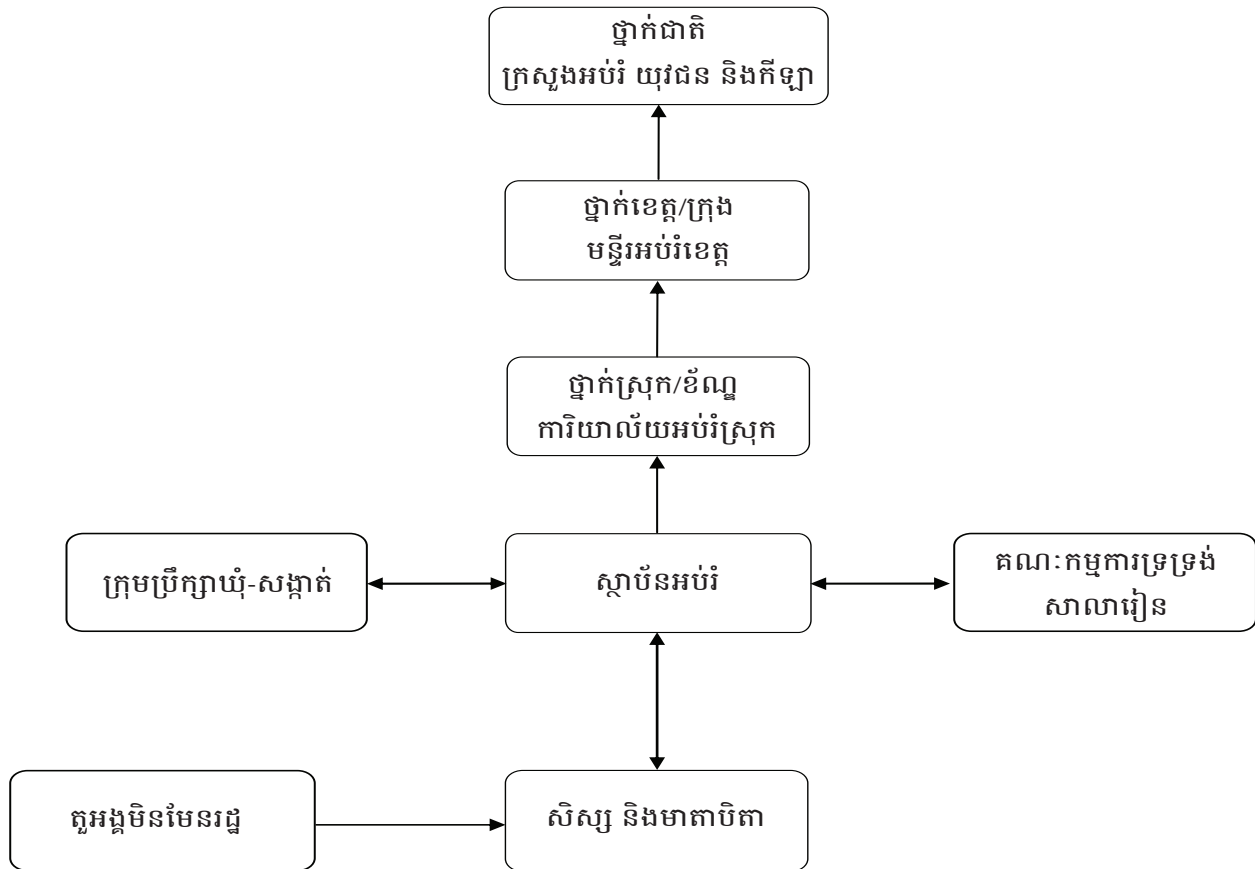 ថ្នាក់ជាតិ
ក្រសួងអប់រំ យុវជន និងកីឡា
ថ្នាក់ខេត្ត/ក្រុង
មន្ទីរអប់រំខេត្ត
ថ្នាក់ស្រុក/ខ័ណ្ឌ
ការិយាល័យអប់រំស្រុក
ក្រុមប្រឹក្សាឃុំ-សង្កាត់
ស្ថាប័នអប់រំ
គណៈកម្មការទ្រទ្រង់
សាលារៀន
តួអង្គមិនមែនរដ្ឋ
សិស្ស និងមាតាបិតា